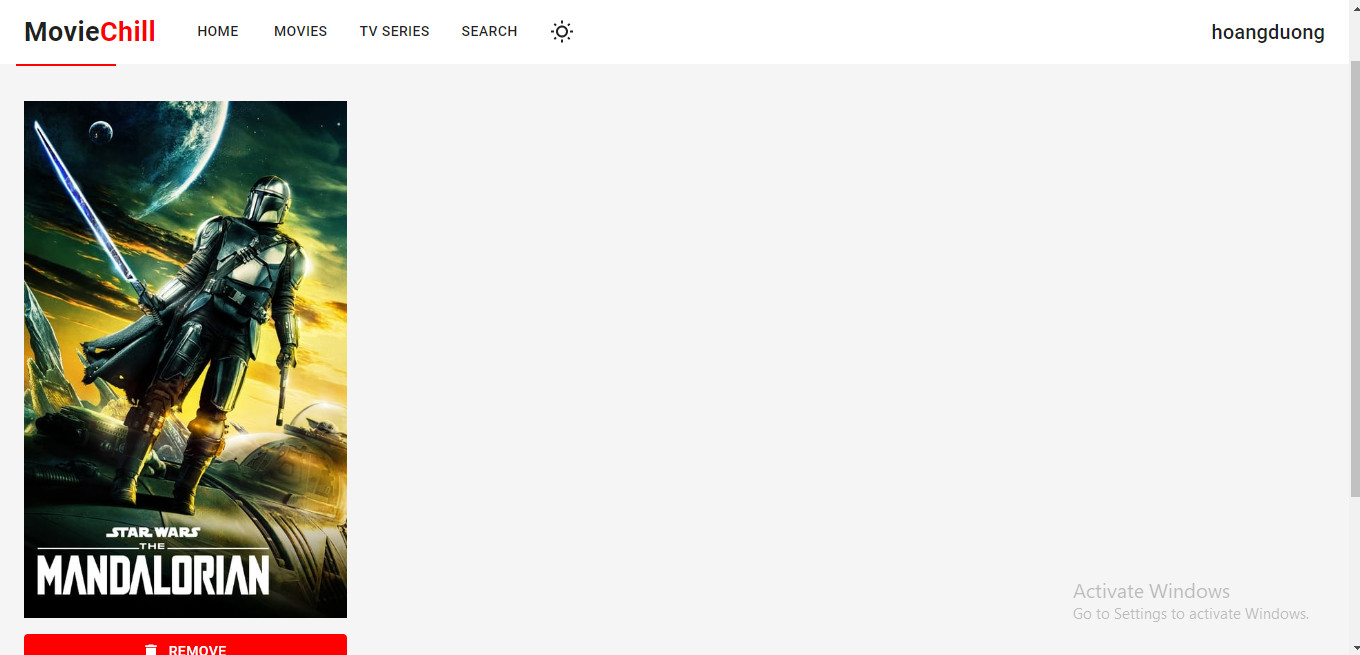 MovieChill HOME MOVIES TV SERIES SEARCH hoangduong
STAR WARS
THE
MANDALORIAN
Activate Windows
Go to Settings to activate Windows.
REMOVE